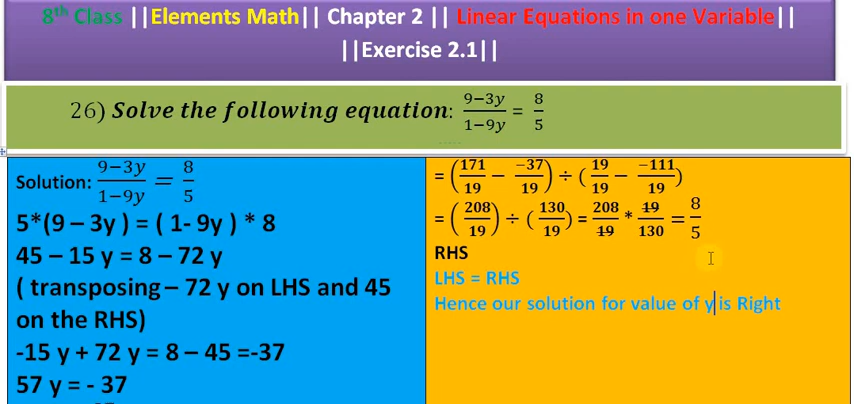 8th Class ||Elements Math|| Chapter 2 || Linear Equations in one Variable||
||Exercise 2.1||
26) Solve the following equation: (9−3y)/(1−9y) = 8/5
Solution: (9−3y)/(1−9y) = 8/5
5*(9 – 3y ) = ( 1- 9y ) * 8
45 – 15 y = 8 – 72 y
( transposing – 72 y on LHS and 45
on the RHS)
-15 y + 72 y = 8 – 45 =-37
57 y = - 37
= (171/19 − −37/19) ÷ (19/19 − −111/19)
= (208/19) ÷ (130/19) = 208/19 * 19/130 = 8/5
RHS
LHS = RHS
Hence our solution for value of y is Right